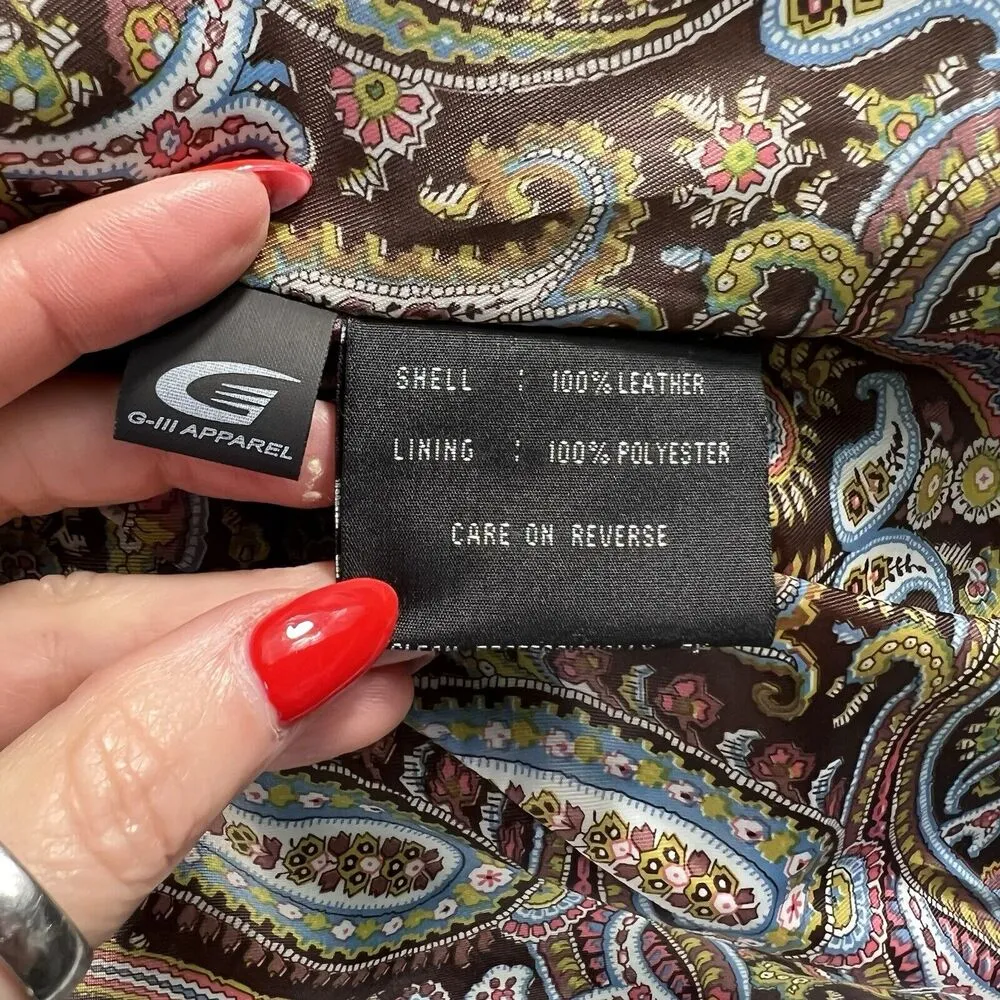 G-III APPAREL
SHELL : 100% LEATHER
LINING : 100% POLYESTER
CARE ON REVERSE